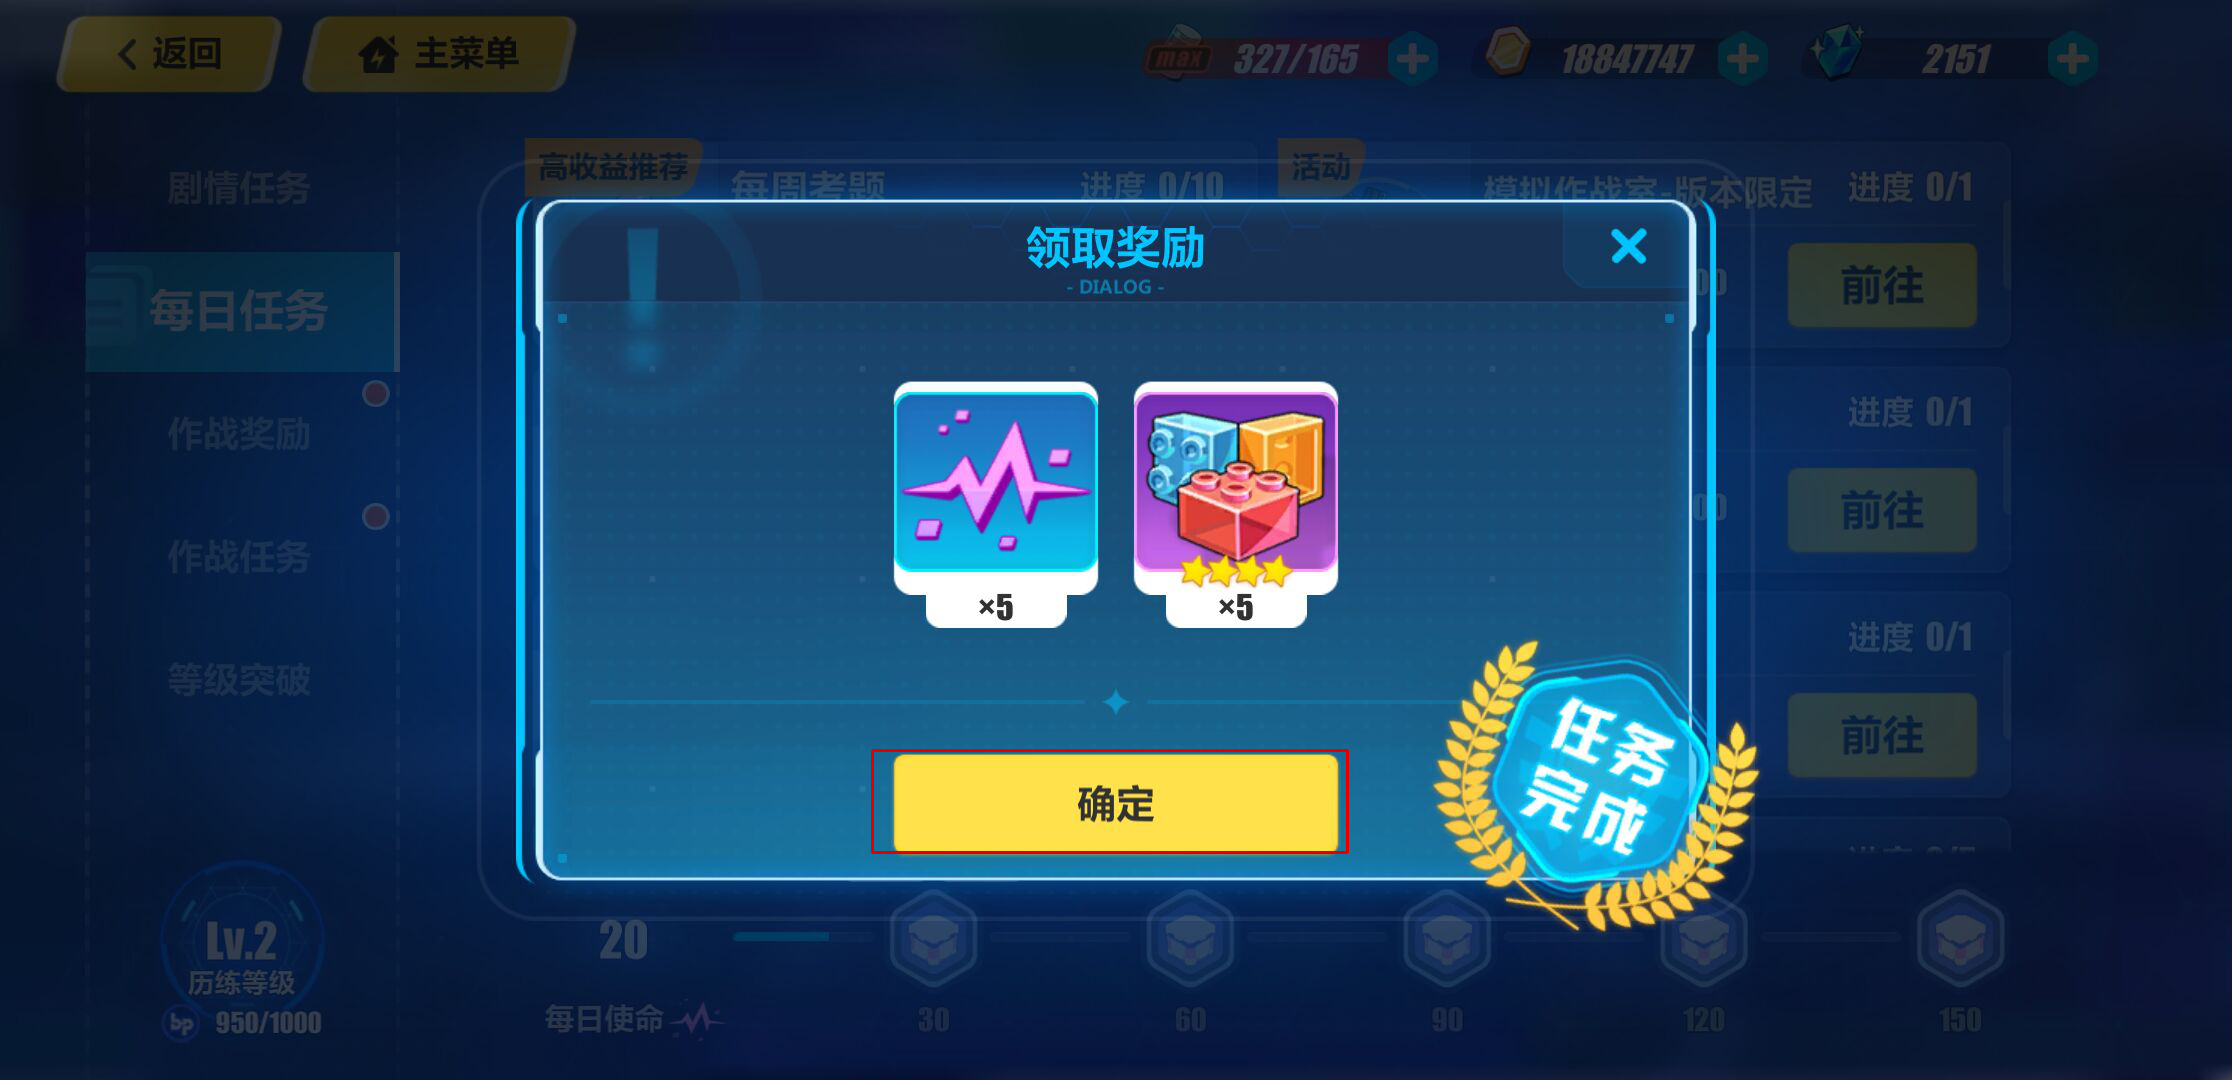 返回
主菜单
max 327/165
18847747
2151
剧情任务
每日任务
作战奖励
作战任务
等级突破
Lv.2
历练等级
bp 950/1000
高收益推荐
每周考题
进度 0/10
活动
模拟作战室-版本限定
进度 0/1
前往
进度 0/1
前往
进度 0/1
前往
领取奖励
- DIALOG -
×5
×5
确定
任务
完成
20
每日使命
30
60
90
120
150